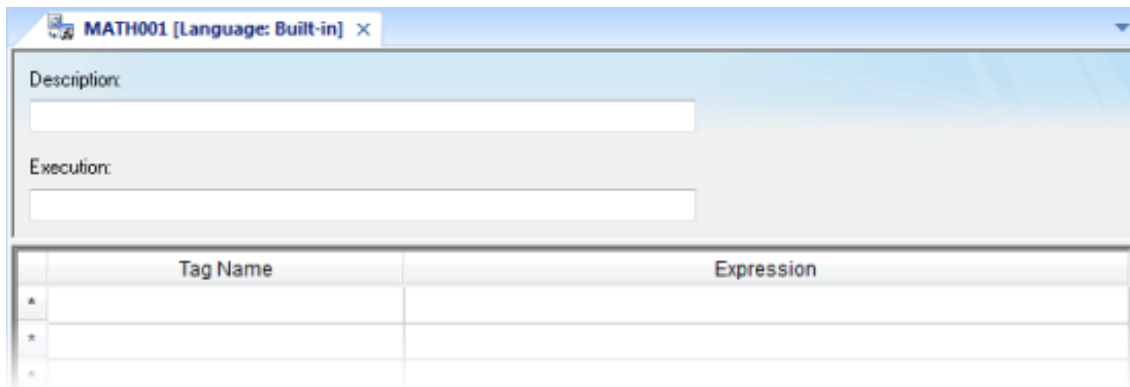 MATH001 [Language: Built-in]
Description:
Execution:
Tag Name Expression
*
*
*